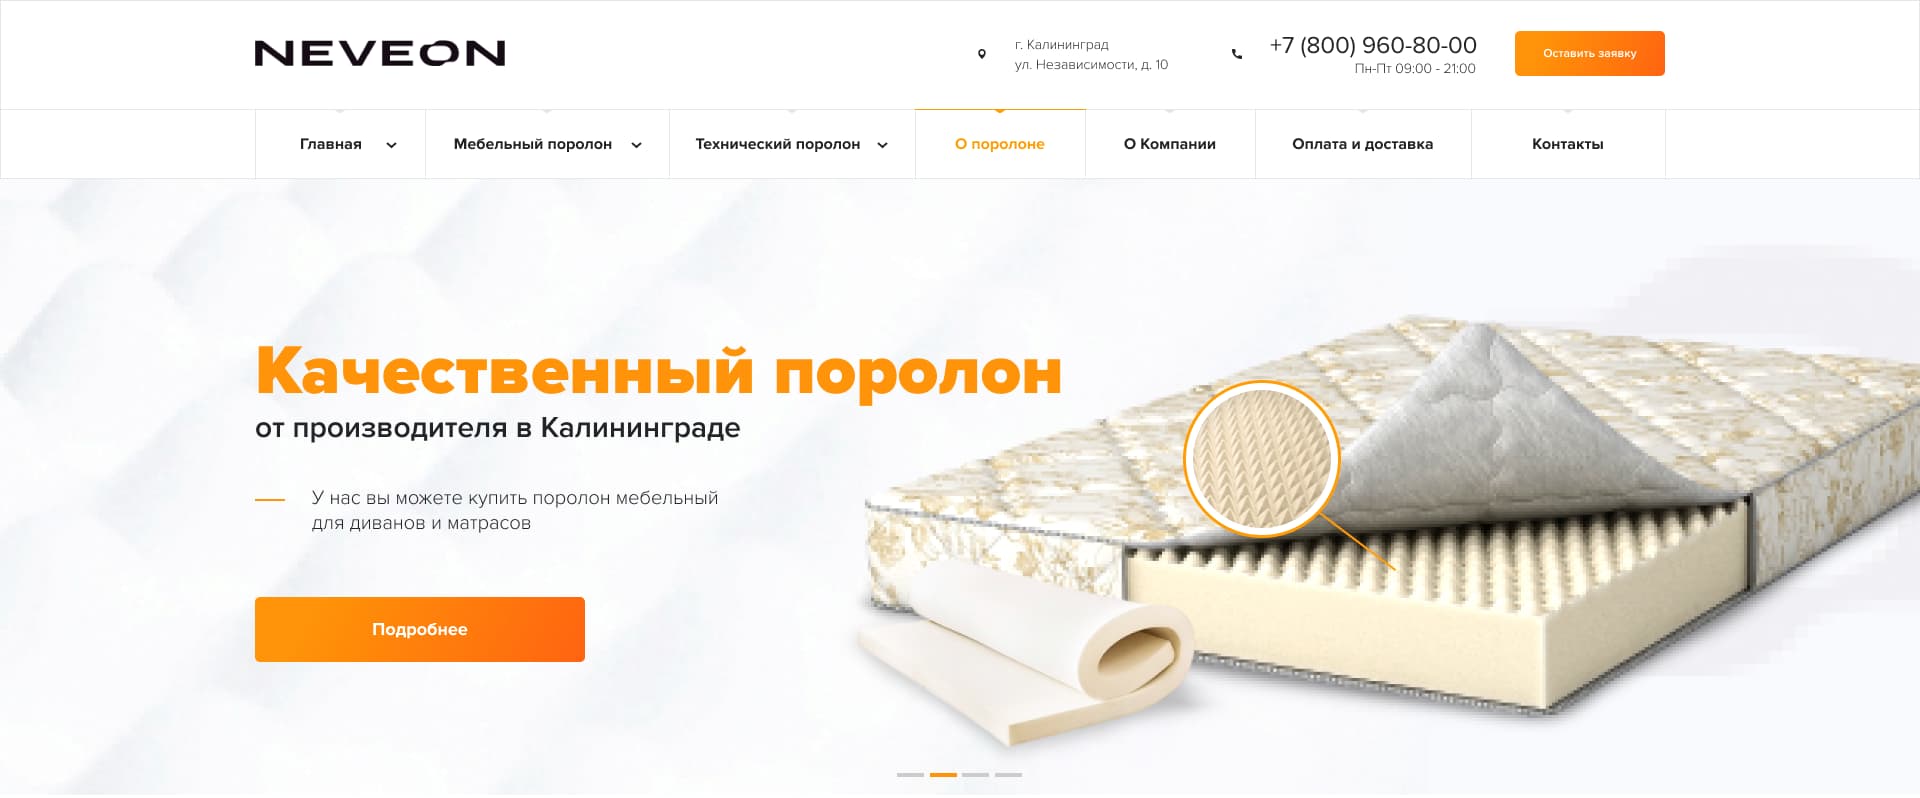 NEVEON
г. Калининград
ул. Независимости, д. 10
+7 (800) 960-80-00
Пн-Пт 09:00 - 21:00
Оставить заявку
Главная
Мебельный поролон
Технический поролон
О поролоне
О Компании
Оплата и доставка
Контакты
Качественный поролон
от производителя в Калининграде
У нас вы можете купить поролон мебельный
для диванов и матрасов
Подробнее